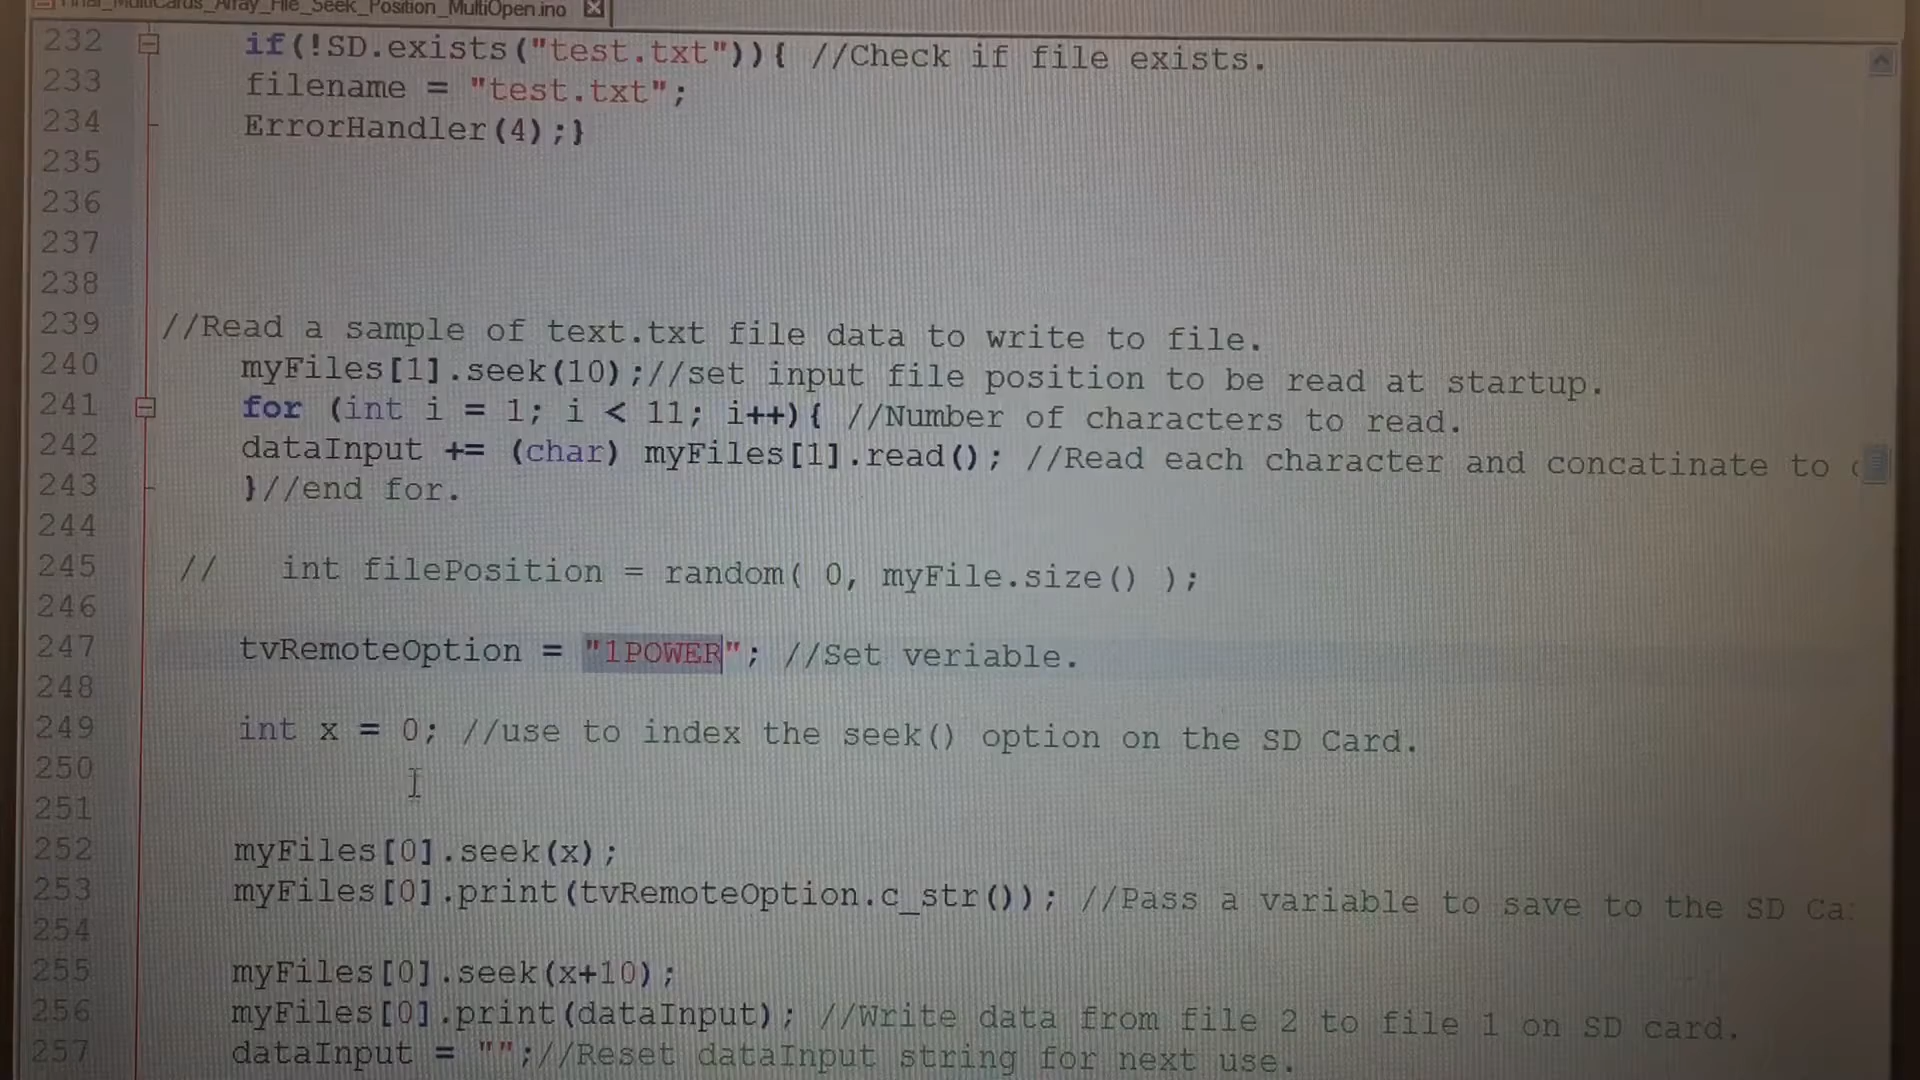 Final_MultiCards_Array_File_Seek_Position_MultiOpen.ino
232 if(!SD.exists("test.txt")){ //Check if file exists.
233 filename = "test.txt";
234 ErrorHandler(4);}
235
236
237
238
239 //Read a sample of text.txt file data to write to file.
240 myFiles[1].seek(10);//set input file position to be read at startup.
241 for (int i = 1; i < 11; i++){ //Number of characters to read.
242 dataInput += (char) myFiles[1].read(); //Read each character and concatinate to
243 }//end for.
244
245 // int filePosition = random( 0, myFile.size() );
246
247 tvRemoteOption = "1POWER"; //Set veriable.
248
249 int x = 0; //use to index the seek() option on the SD Card.
250
251
252 myFiles[0].seek(x);
253 myFiles[0].print(tvRemoteOption.c_str()); //Pass a variable to save to the SD Ca
254
255 myFiles[0].seek(x+10);
256 myFiles[0].print(dataInput); //Write data from file 2 to file 1 on SD card.
257 dataInput = "";//Reset dataInput string for next use.